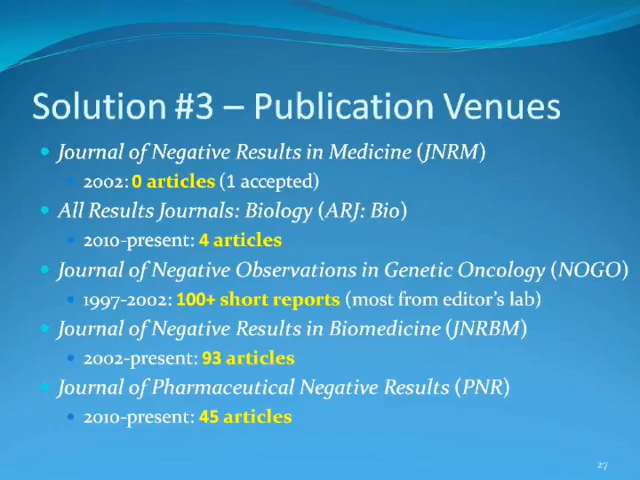 Solution #3 – Publication Venues
• Journal of Negative Results in Medicine (JNRM)
• 2002: 0 articles (1 accepted)
• All Results Journals: Biology (ARJ: Bio)
• 2010-present: 4 articles
• Journal of Negative Observations in Genetic Oncology (NOGO)
• 1997-2002: 100+ short reports (most from editor's lab)
• Journal of Negative Results in Biomedicine (JNRBM)
• 2002-present: 93 articles
• Journal of Pharmaceutical Negative Results (PNR)
• 2010-present: 45 articles
27